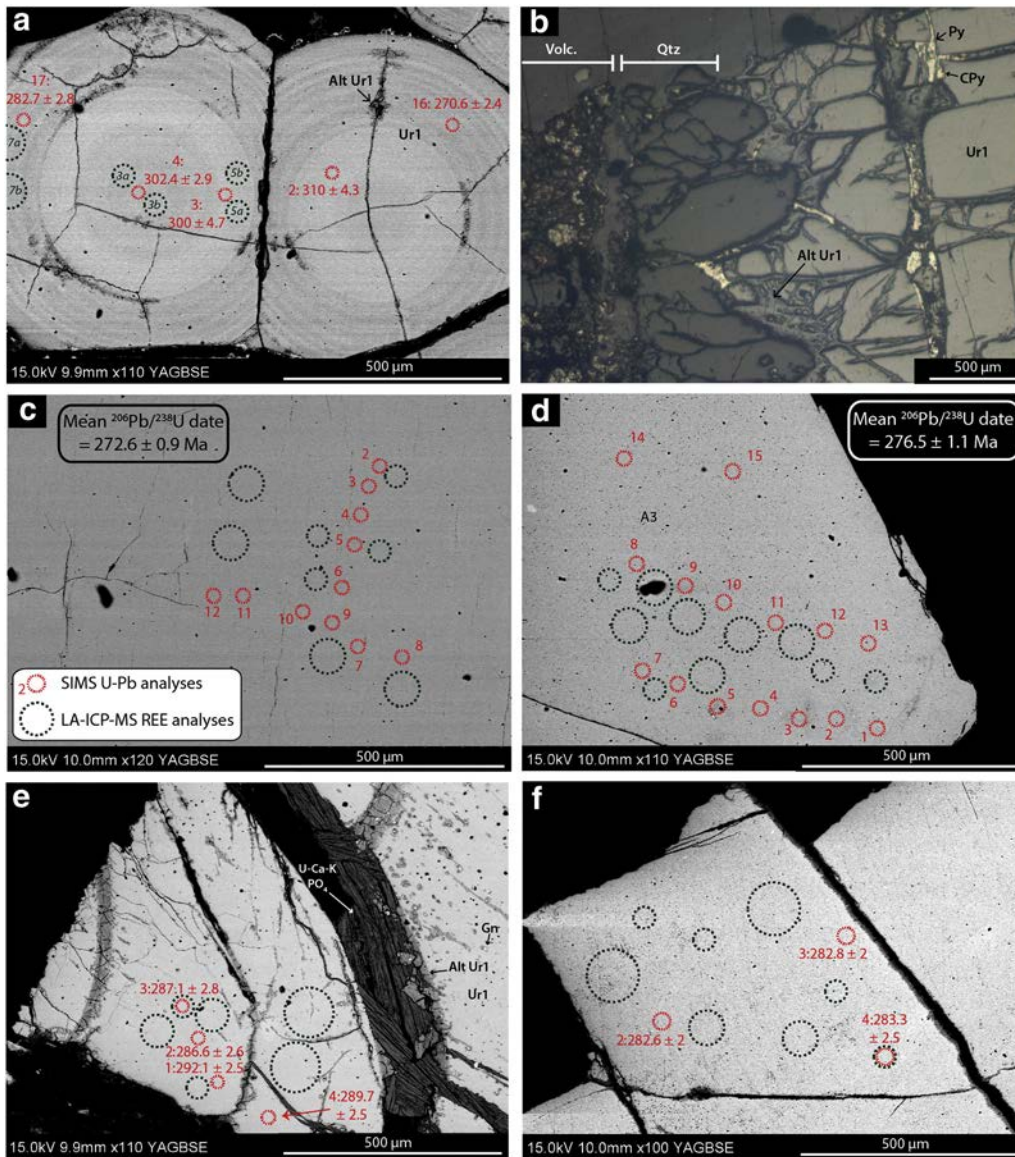 a
17:
282.7 ± 2.8
7a
7b
3a
4:
302.4 ± 2.9
3b
3:
300 ± 4.7
5b
5a
Alt Ur1
16: 270.6 ± 2.4
Ur1
2: 310 ± 4.3
15.0kV 9.9mm x110 YAGBSE
500 µm
b
Volc.
Qtz
Py
CPy
Ur1
Alt Ur1
500 µm
c
Mean ²⁰⁶Pb/²³⁸U date
= 272.6 ± 0.9 Ma
2
3
4
5
6
12
11
10
9
7
8
2 SIMS U-Pb analyses
LA-ICP-MS REE analyses
15.0kV 10.0mm x120 YAGBSE
500 µm
d
Mean ²⁰⁶Pb/²³⁸U date
= 276.5 ± 1.1 Ma
14
15
A3
8
9
10
11
12
13
7
6
5
4
3
2
1
15.0kV 10.0mm x110 YAGBSE
500 µm
e
U-Ca-K
PO₄
Gn
Alt Ur1
Ur1
3:287.1 ± 2.8
2:286.6 ± 2.6
1:292.1 ± 2.5
4:289.7
± 2.5
15.0kV 9.9mm x110 YAGBSE
500 µm
f
3:282.8 ± 2
2:282.6 ± 2
4:283.3
± 2.5
15.0kV 10.0mm x100 YAGBSE
500 µm